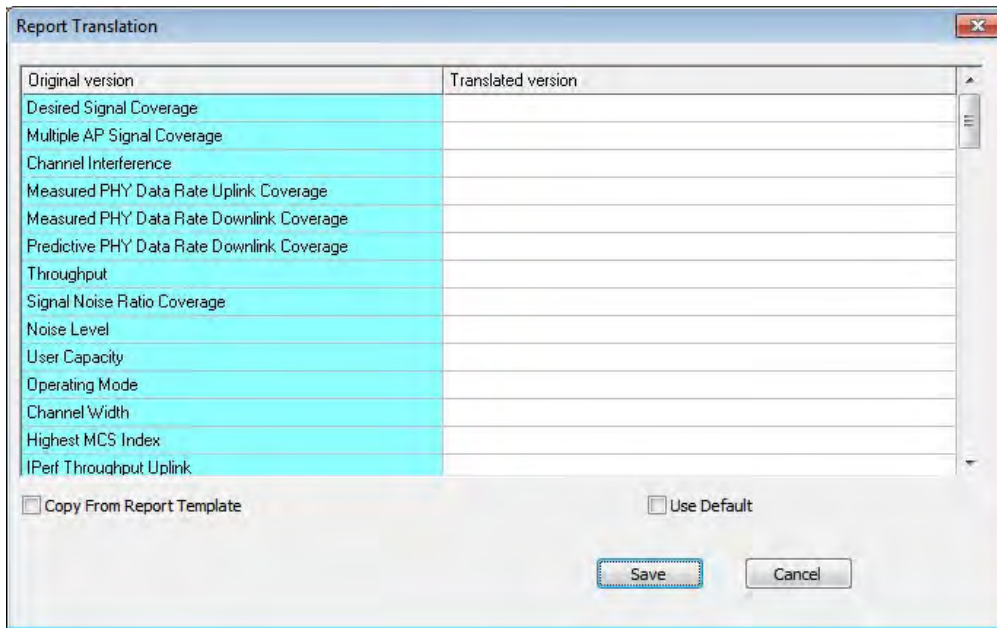 Report Translation
Original version Translated version
Desired Signal Coverage
Multiple AP Signal Coverage
Channel Interference
Measured PHY Data Rate Uplink Coverage
Measured PHY Data Rate Downlink Coverage
Predictive PHY Data Rate Downlink Coverage
Throughput
Signal Noise Ratio Coverage
Noise Level
User Capacity
Operating Mode
Channel Width
Highest MCS Index
IPerf Throughput Uplink
Copy From Report Template Use Default
Save Cancel